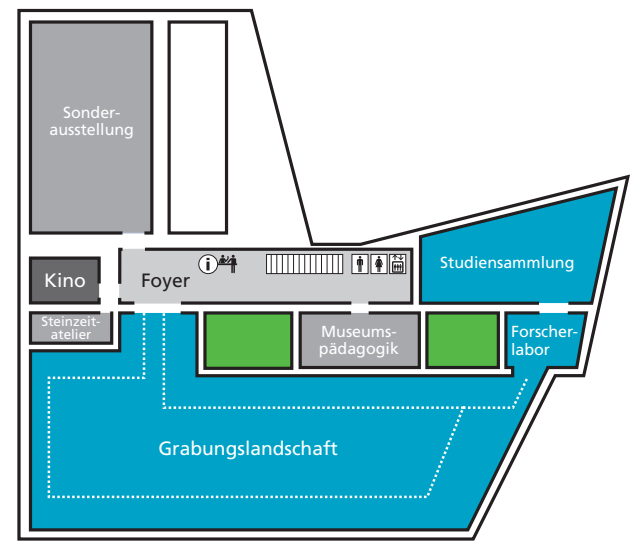 Sonder-
ausstellung
Studiensammlung
Kino
Foyer
i
Steinzeit-
atelier
Museums-
pädagogik
Forscher-
labor
Grabungslandschaft